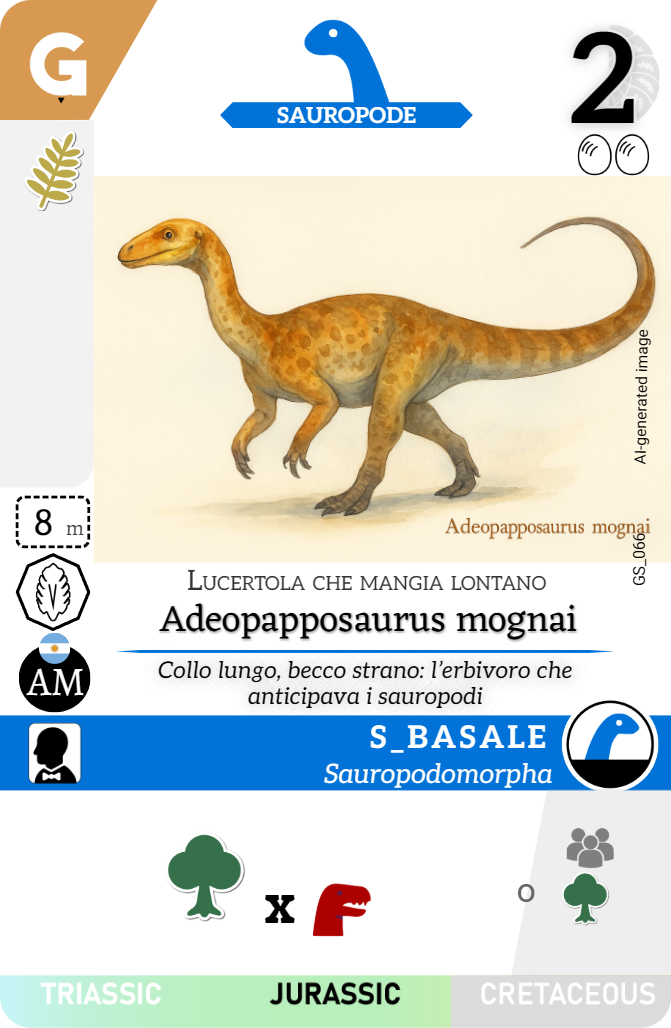 G
SAUROPODE
2
AI-generated image
Adeopapposaurus mognai
GS_066
8 m
LUCERTOLA CHE MANGIA LONTANO
Adeopapposaurus mognai
Collo lungo, becco strano: l'erbivoro che
anticipava i sauropodi
AM
S_BASALE
Sauropodomorpha
x
O
TRIASSIC JURASSIC CRETACEOUS